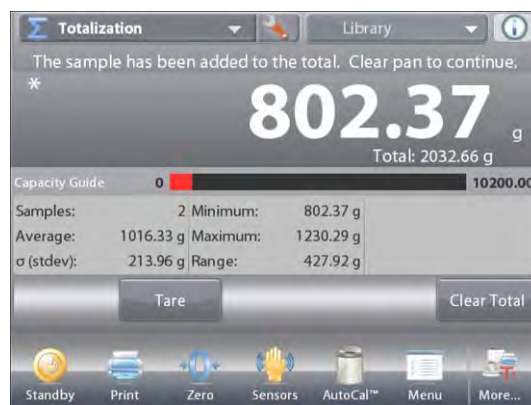 Σ Totalization Library
The sample has been added to the total. Clear pan to continue.
* 802.37 g
Total: 2032.66 g
Capacity Guide 0 10200.00
Samples: 2 Minimum: 802.37 g
Average: 1016.33 g Maximum: 1230.29 g
σ (stdev): 213.96 g Range: 427.92 g
Tare Clear Total
Standby Print Zero Sensors AutoCal™ Menu More...